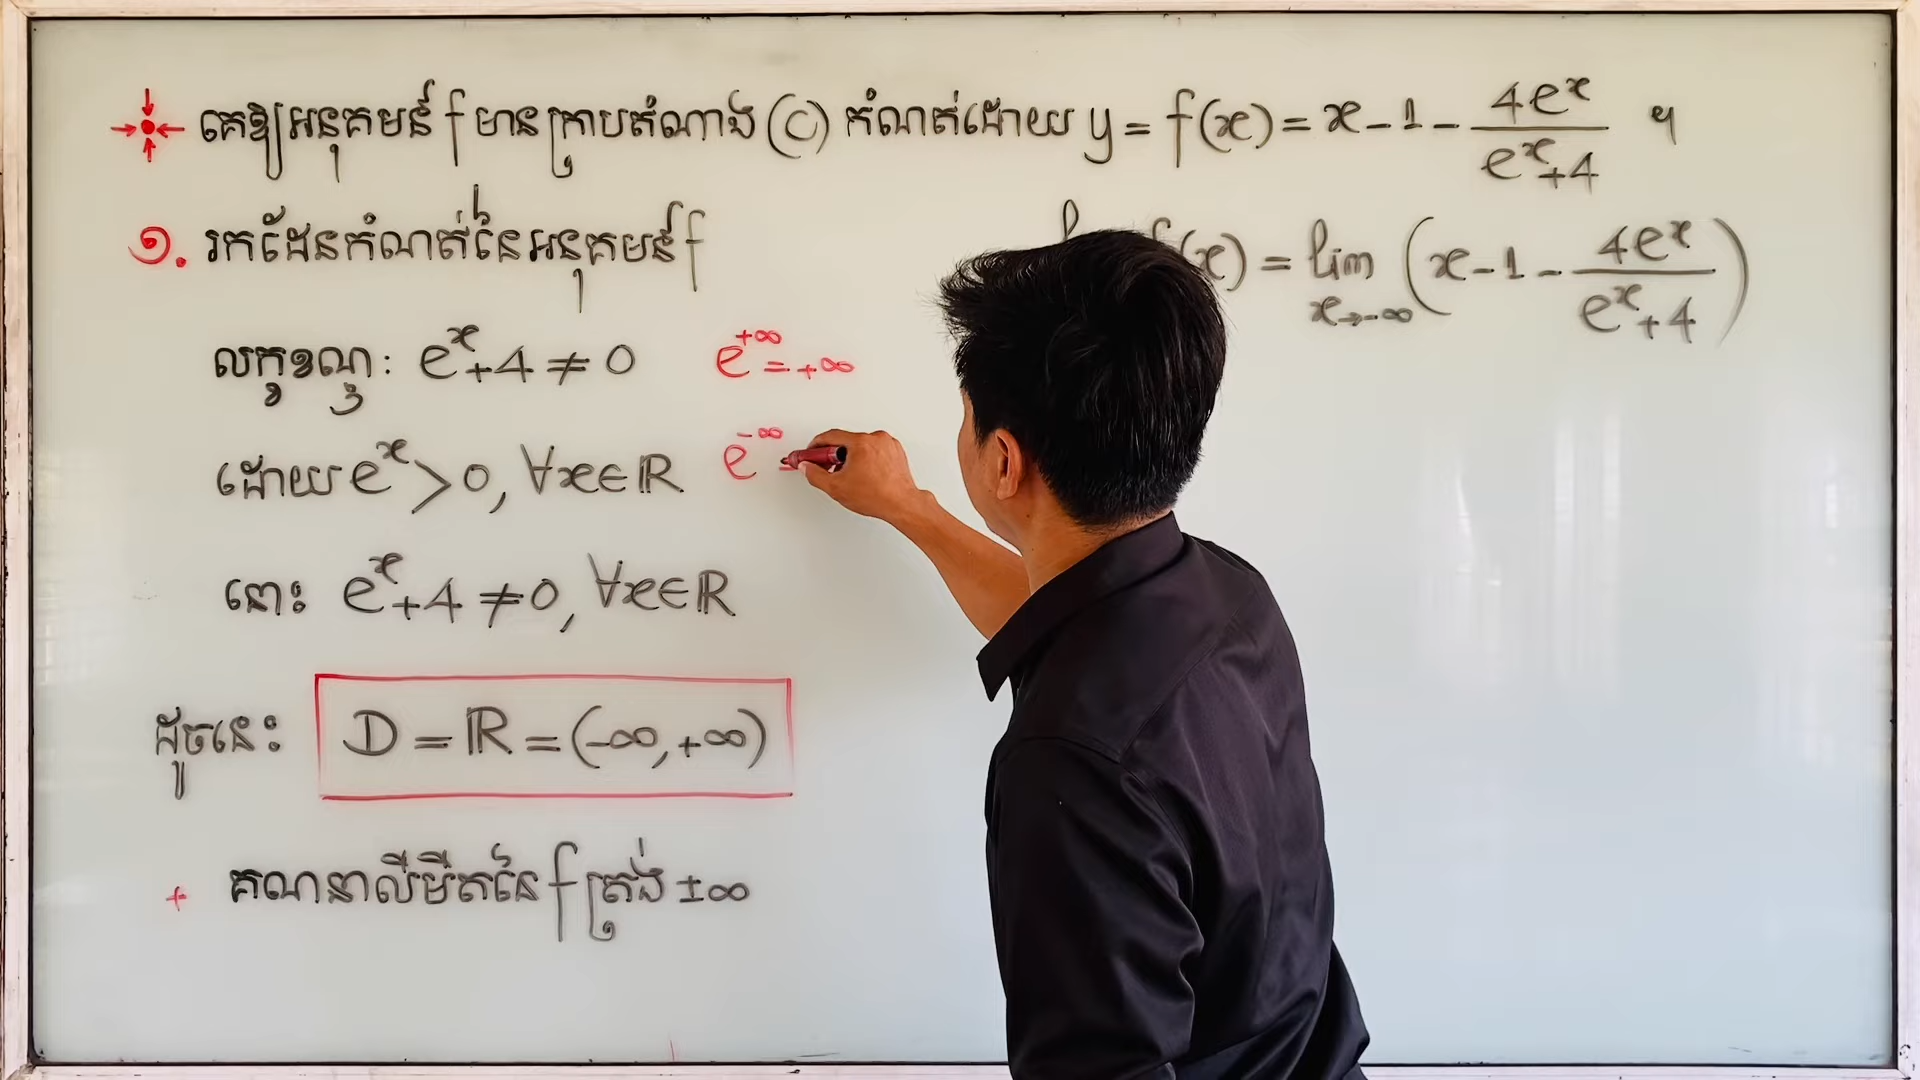 គេឱ្យអនុគមន៍ f មានក្រាបតំណាង (C) កំណត់ដោយ y = f(x) = x - 1 - 4eˣ/(eˣ+4) ។
១. រកដែនកំណត់នៃអនុគមន៍ f
លក្ខខណ្ឌ: eˣ+4 ≠ 0
ដោយ eˣ > 0, ∀x∈ℝ
នោះ eˣ+4 ≠ 0, ∀x∈ℝ
ដូចនេះ D = ℝ = (-∞, +∞)
+ គណនាលីមីតនៃ f ត្រង់ ±∞
e^{+∞} = +∞
e^{-∞} =
(x) = lim_{x→-∞} (x - 1 - 4eˣ/(eˣ+4))